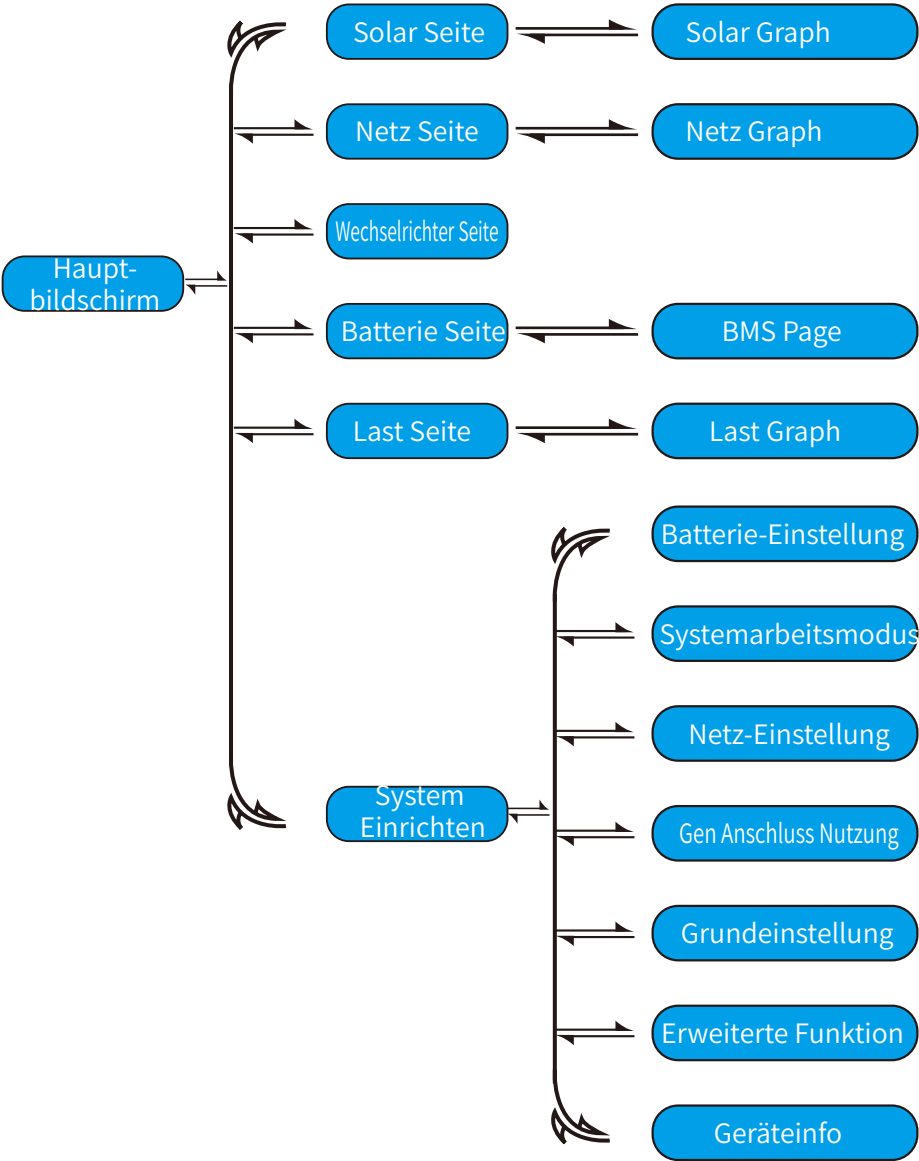 Solar Seite
Solar Graph
Netz Seite
Netz Graph
Wechselrichter Seite
Haupt-
bildschirm
Batterie Seite
BMS Page
Last Seite
Last Graph
Batterie-Einstellung
Systemarbeitsmodus
Netz-Einstellung
System
Einrichten
Gen Anschluss Nutzung
Grundeinstellung
Erweiterte Funktion
Geräteinfo